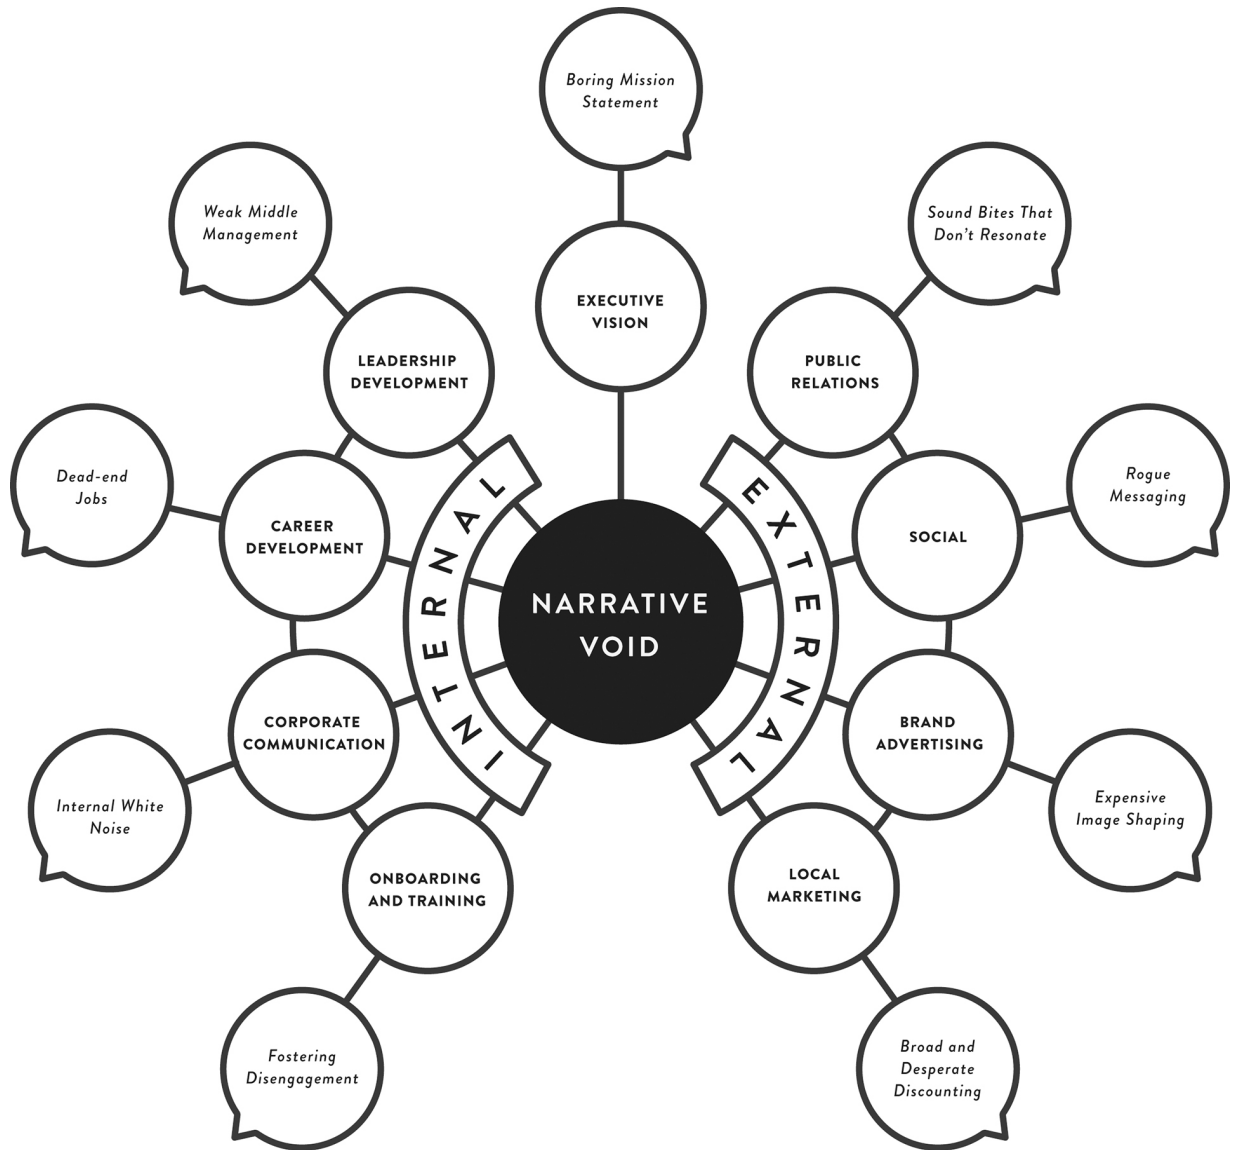 Boring Mission
Statement
EXECUTIVE
VISION
Weak Middle
Management
LEADERSHIP
DEVELOPMENT
Sound Bites That
Don't Resonate
PUBLIC
RELATIONS
Dead-end
Jobs
CAREER
DEVELOPMENT
INTERNAL
NARRATIVE
VOID
EXTERNAL
SOCIAL
Rogue
Messaging
Internal White
Noise
CORPORATE
COMMUNICATION
BRAND
ADVERTISING
Expensive
Image Shaping
ONBOARDING
AND TRAINING
LOCAL
MARKETING
Fostering
Disengagement
Broad and
Desperate
Discounting